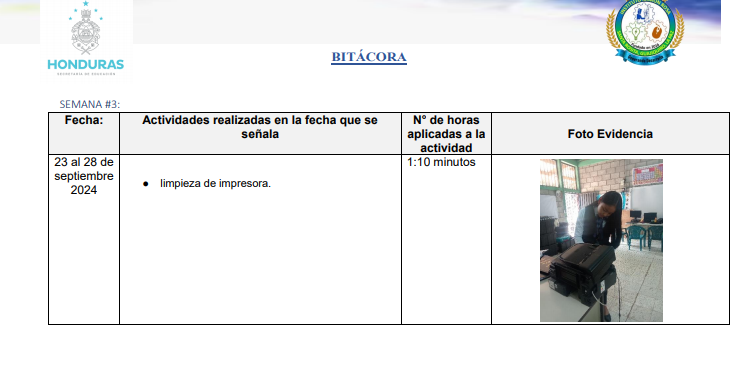 HONDURAS
SECRETARÍA DE EDUCACIÓN
BITÁCORA
SEMANA #3:
Fecha:
Actividades realizadas en la fecha que se
señala
N° de horas
aplicadas a la
actividad
Foto Evidencia
23 al 28 de
septiembre
2024
● limpieza de impresora.
1:10 minutos